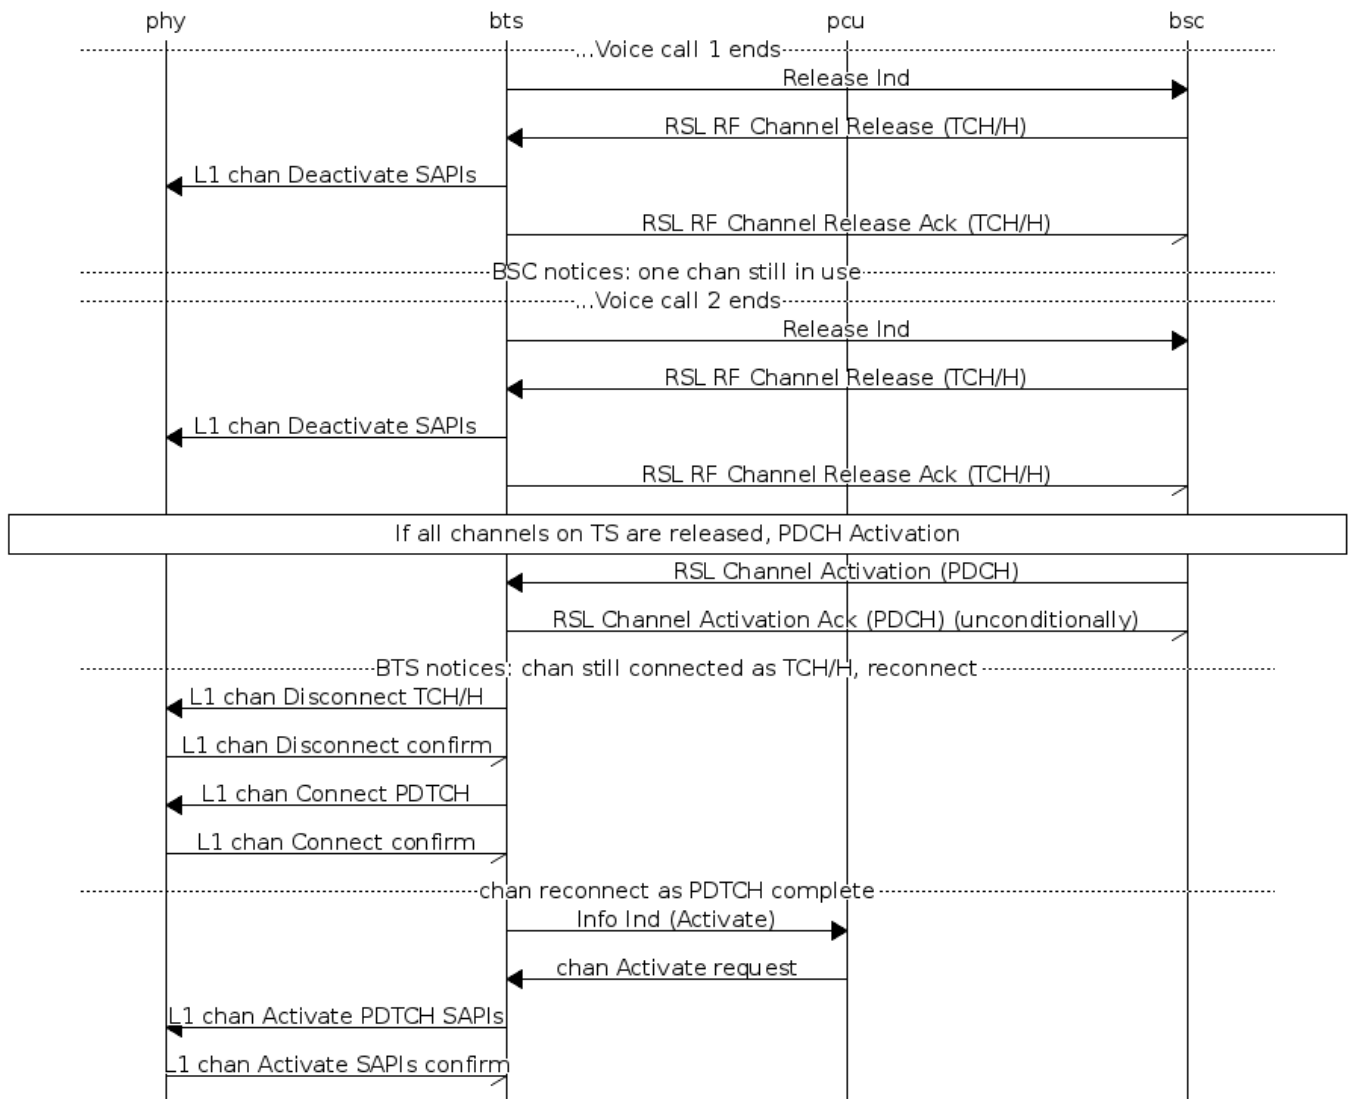 phy bts pcu bsc
...Voice call 1 ends
Release Ind
RSL RF Channel Release (TCH/H)
L1 chan Deactivate SAPIs
RSL RF Channel Release Ack (TCH/H)
BSC notices: one chan still in use
...Voice call 2 ends
Release Ind
RSL RF Channel Release (TCH/H)
L1 chan Deactivate SAPIs
RSL RF Channel Release Ack (TCH/H)
If all channels on TS are released, PDCH Activation
RSL Channel Activation (PDCH)
RSL Channel Activation Ack (PDCH) (unconditionally)
BTS notices: chan still connected as TCH/H, reconnect
L1 chan Disconnect TCH/H
L1 chan Disconnect confirm
L1 chan Connect PDTCH
L1 chan Connect confirm
chan reconnect as PDTCH complete
Info Ind (Activate)
chan Activate request
L1 chan Activate PDTCH SAPIs
L1 chan Activate SAPIs confirm